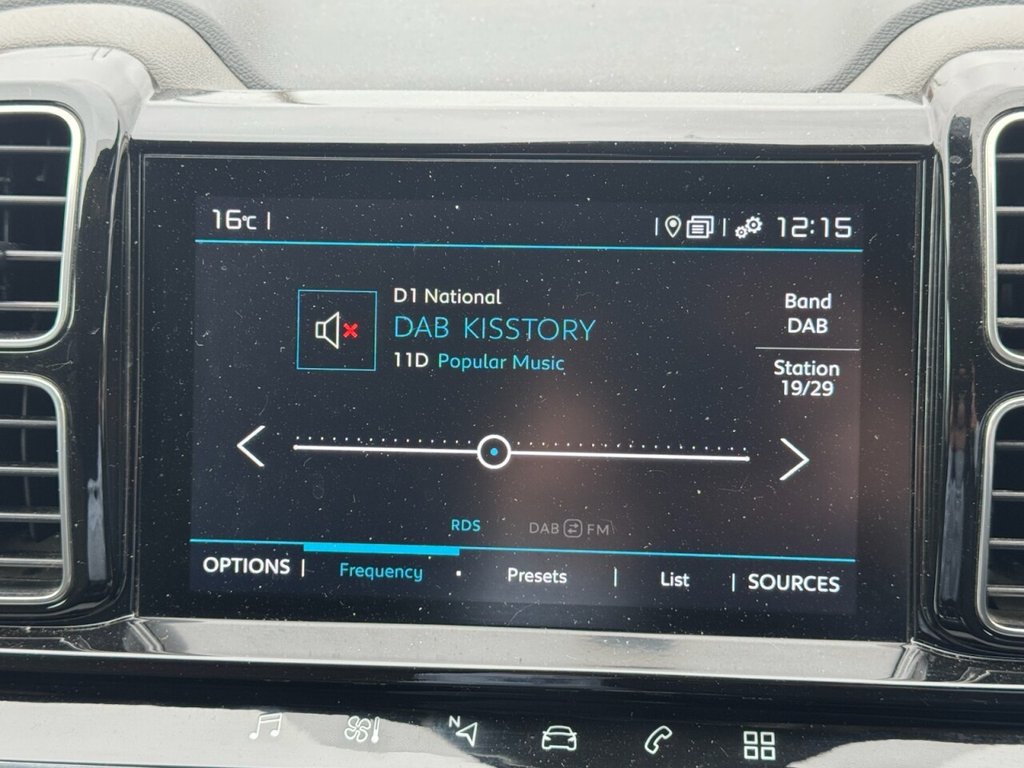 16°C
12:15
D1 National
DAB KISSTORY
11D Popular Music
Band
DAB
Station
19/29
RDS
DAB FM
OPTIONS Frequency Presets List SOURCES
N